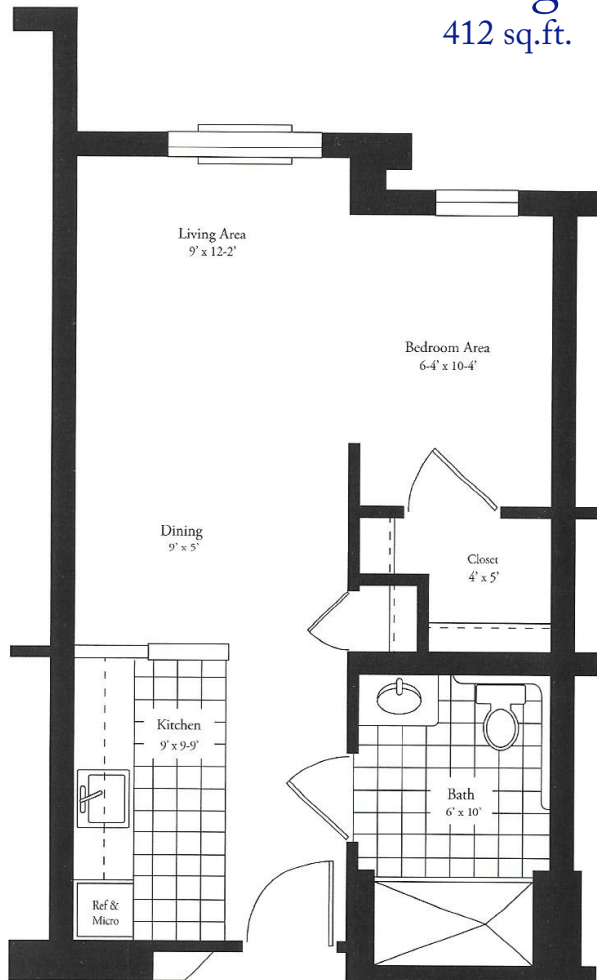 412 sq.ft.
Living Area
9' x 12-2'
Bedroom Area
6-4' x 10-4'
Dining
9' x 5'
Closet
4' x 5'
Kitchen
9' x 9-9'
Bath
6' x 10'
Ref &
Micro